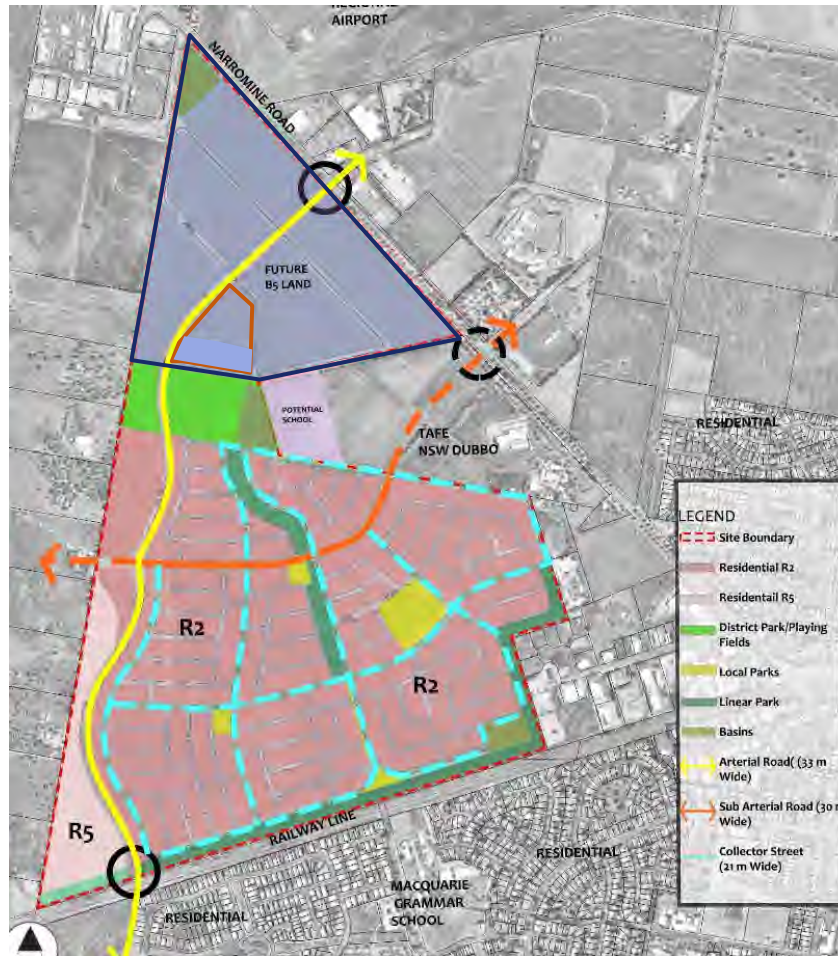 REGIONAL
AIRPORT
NARROMINE ROAD
FUTURE
B5 LAND
POTENTIAL
SCHOOL
TAFE
NSW DUBBO
RESIDENTIAL
R2
R2
R5
RAILWAY LINE
RESIDENTIAL
MACQUARIE
GRAMMAR
SCHOOL
RESIDENTIAL
LEGEND
Site Boundary
Residential R2
Residentail R5
District Park/Playing
Fields
Local Parks
Linear Park
Basins
Arterial Road( (33 m
Wide)
Sub Arterial Road (30 m
Wide)
Collector Street
(21 m Wide)